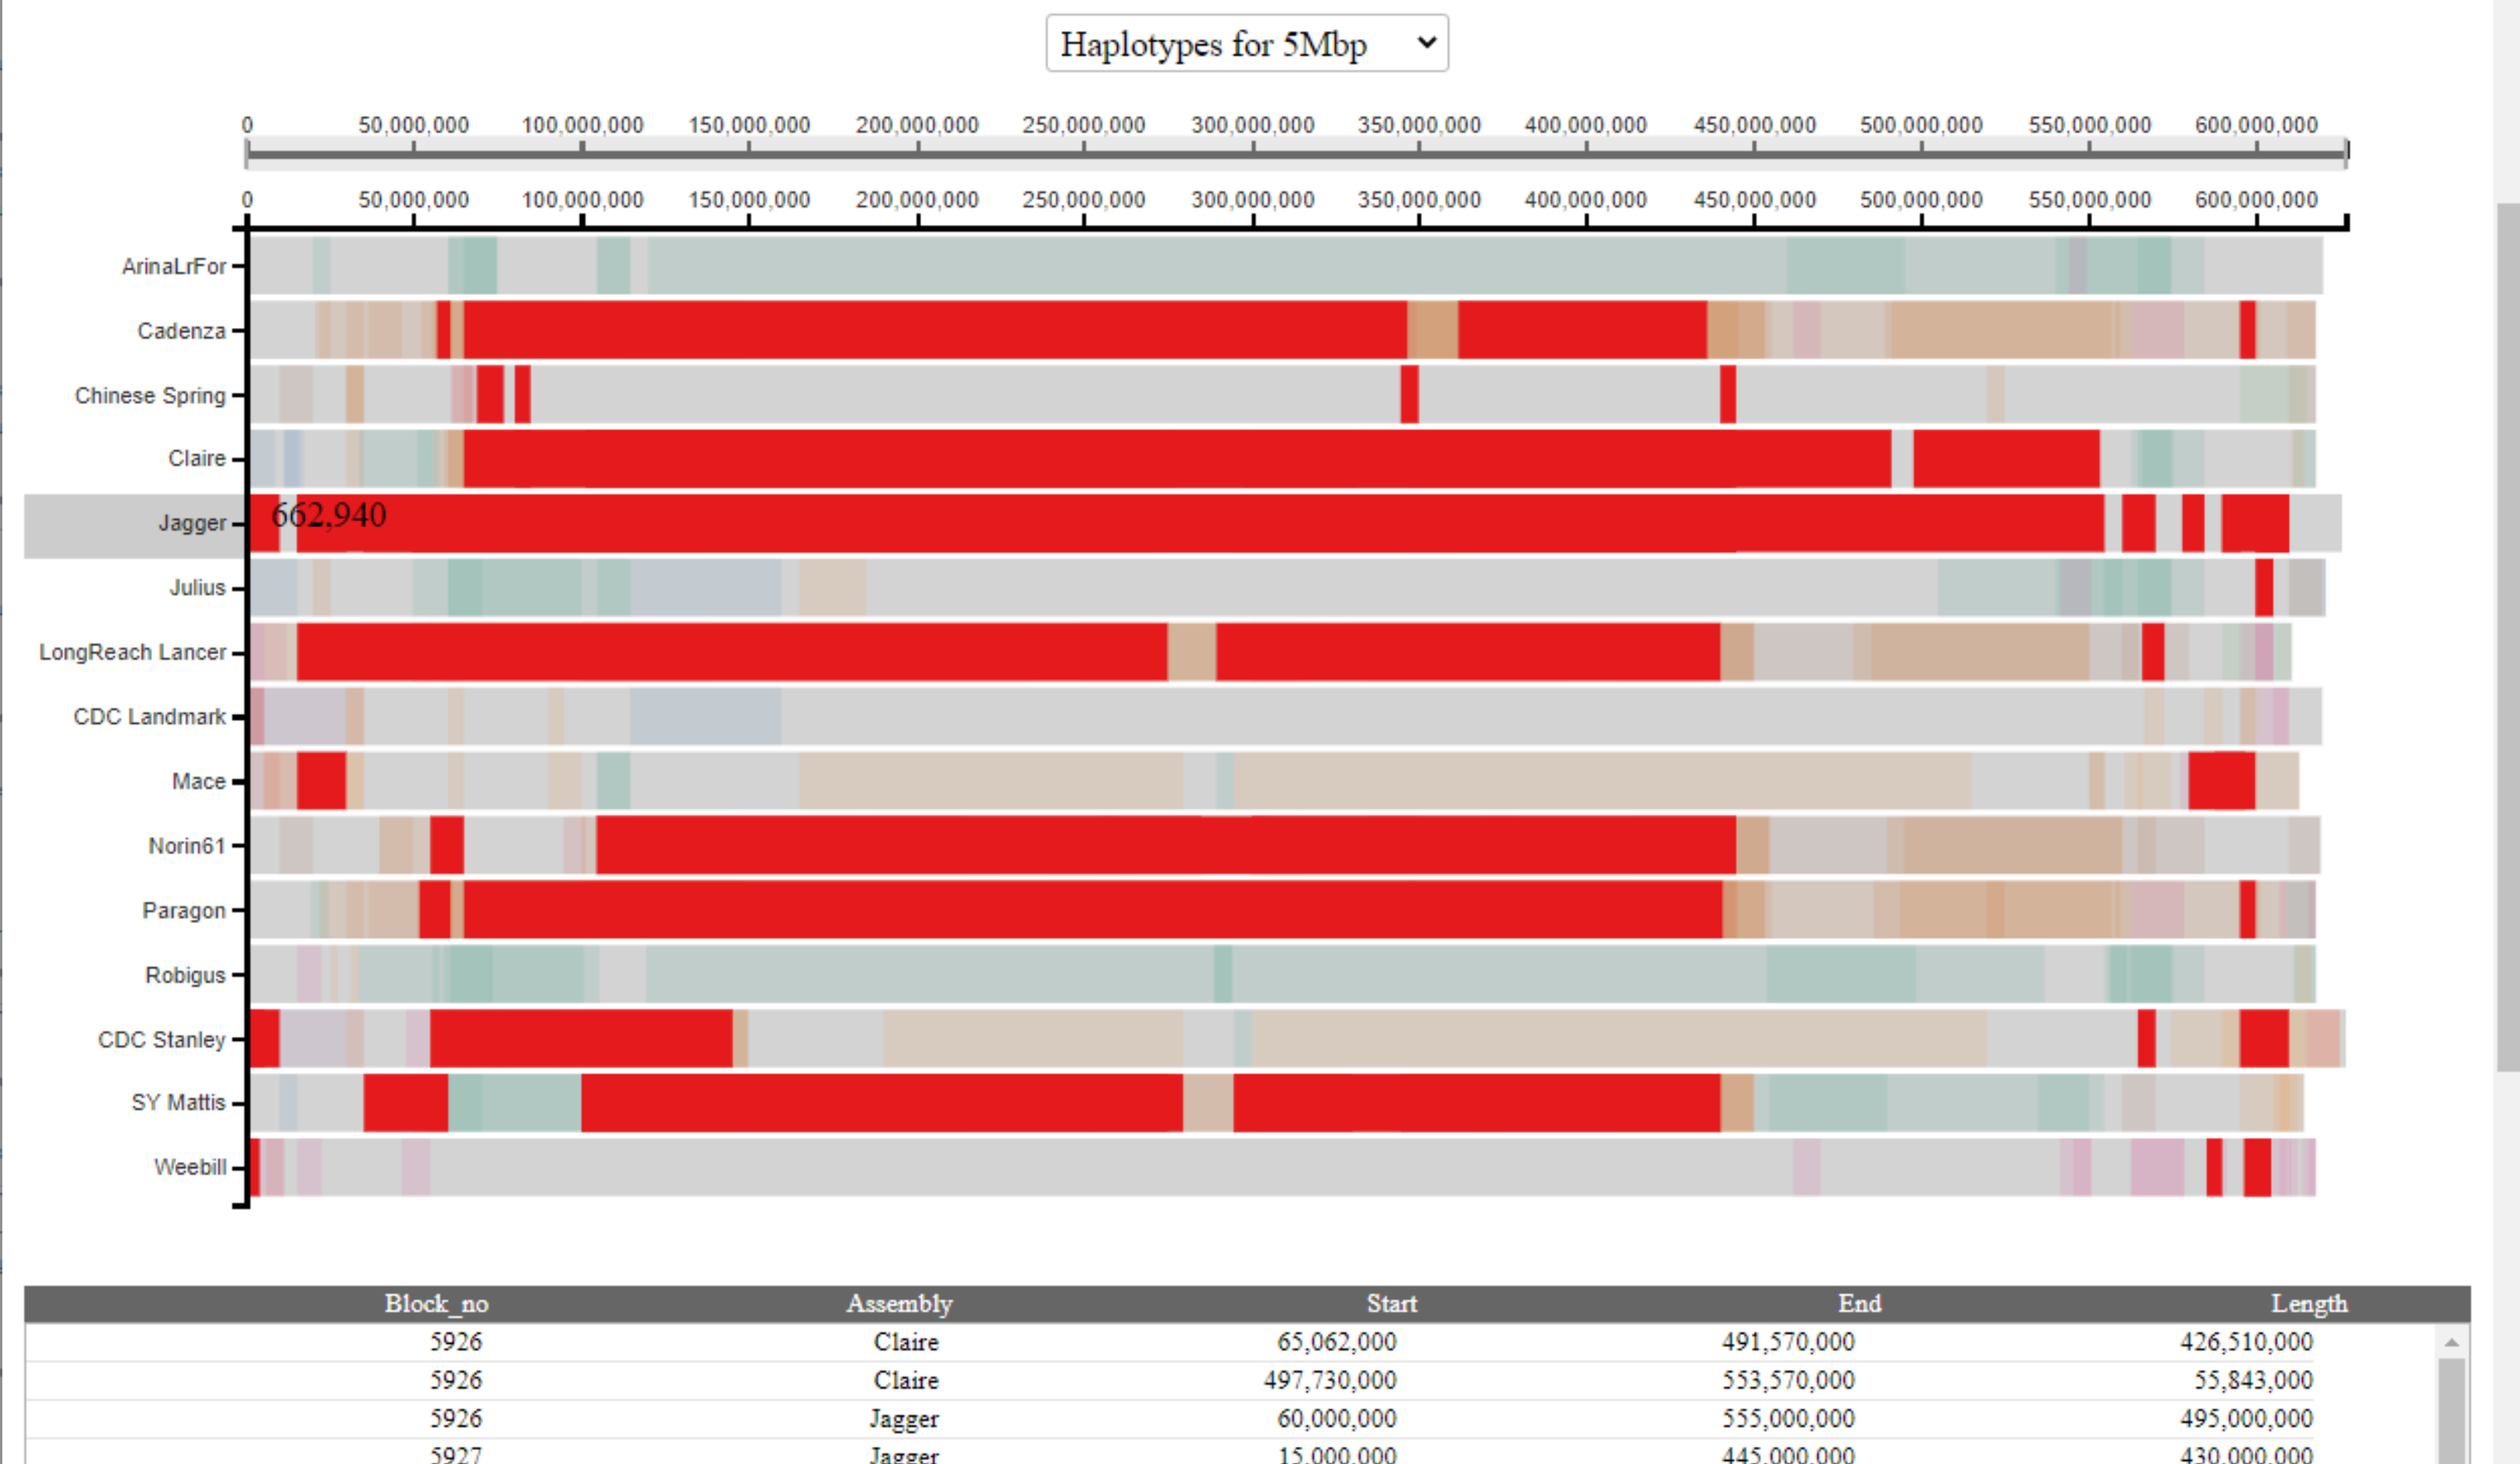 Haplotypes for 5Mbp
0 50,000,000 100,000,000 150,000,000 200,000,000 250,000,000 300,000,000 350,000,000 400,000,000 450,000,000 500,000,000 550,000,000 600,000,000
0 50,000,000 100,000,000 150,000,000 200,000,000 250,000,000 300,000,000 350,000,000 400,000,000 450,000,000 500,000,000 550,000,000 600,000,000
ArinaLrFor
Cadenza
Chinese Spring
Claire
Jagger 662,940
Julius
LongReach Lancer
CDC Landmark
Mace
Norin61
Paragon
Robigus
CDC Stanley
SY Mattis
Weebill
Block_no Assembly Start End Length
5926 Claire 65,062,000 491,570,000 426,510,000
5926 Claire 497,730,000 553,570,000 55,843,000
5926 Jagger 60,000,000 555,000,000 495,000,000
5927 Jagger 15,000,000 445,000,000 430,000,000